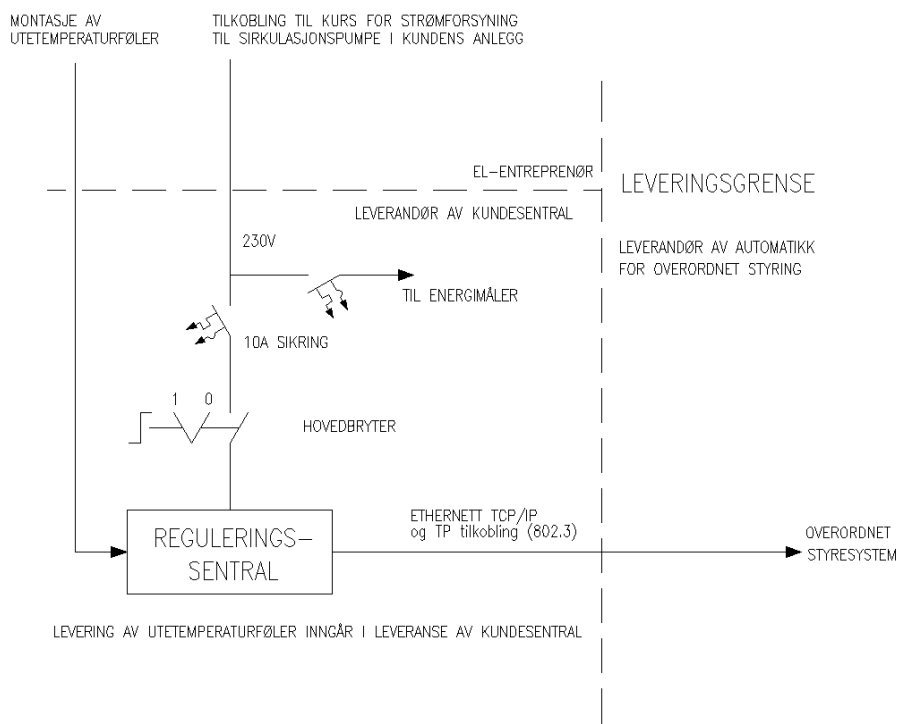 MONTASJE AV
UTETEMPERATURFØLER
TILKOBLING TIL KURS FOR STRØMFORSYNING
TIL SIRKULASJONSPUMPE I KUNDENS ANLEGG
EL-ENTREPRENØR
LEVERINGSGRENSE
LEVERANDØR AV KUNDESENTRAL
230V
LEVERANDØR AV AUTOMATIKK
FOR OVERORDNET STYRING
TIL ENERGIMÅLER
10A SIKRING
1 0
HOVEDBRYTER
ETHERNETT TCP/IP
og TP tilkobling (802.3)
REGULERINGS-
SENTRAL
OVERORDNET
STYRESYSTEM
LEVERING AV UTETEMPERATURFØLER INNGÅR I LEVERANSE AV KUNDESENTRAL